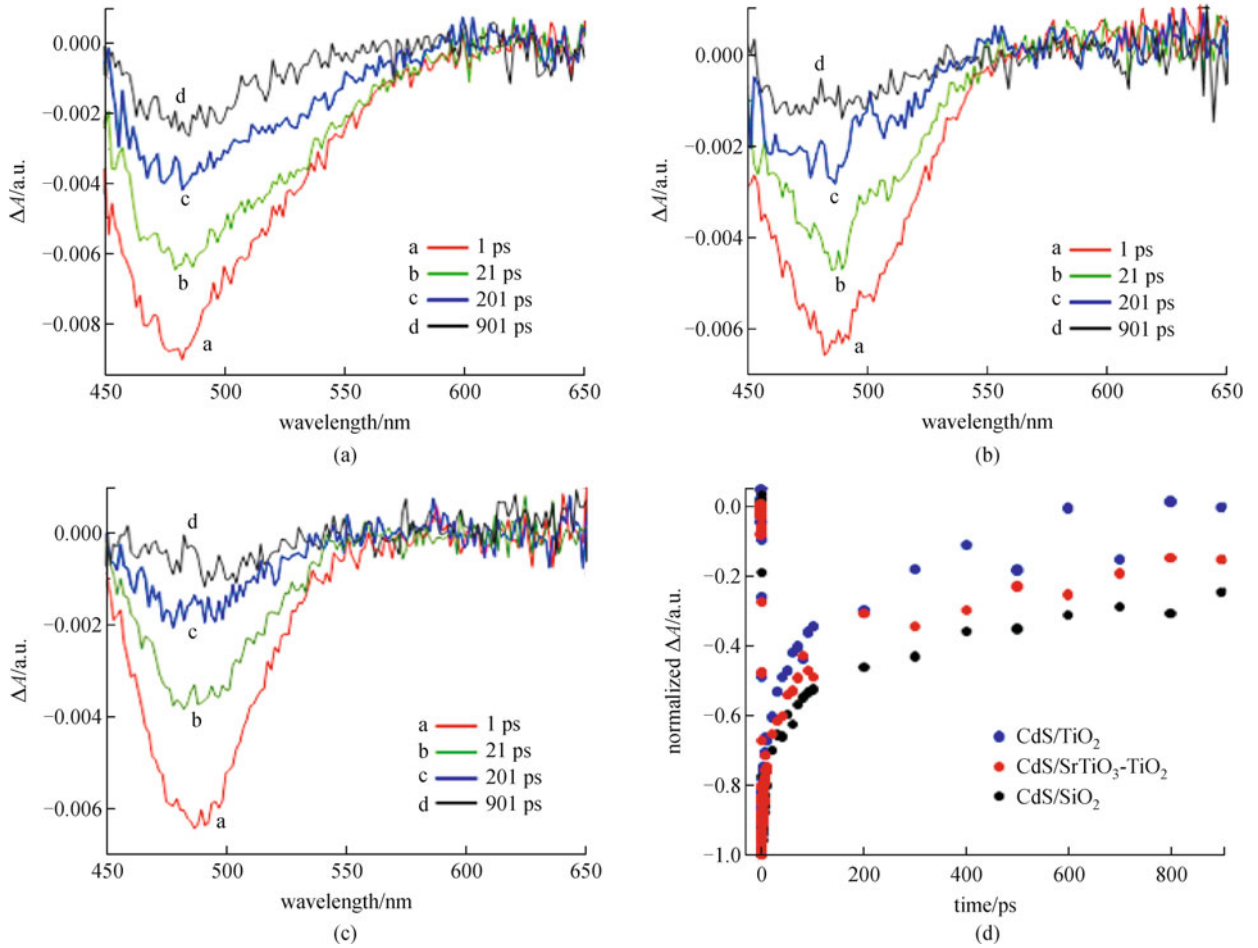 0.000
−0.002
−0.004
−0.006
−0.008
ΔA/a.u.
d
c
b
a
a 1 ps
b 21 ps
c 201 ps
d 901 ps
450 500 550 600 650
wavelength/nm
(a)
0.000
−0.002
−0.004
−0.006
ΔA/a.u.
d
c
b
a
a 1 ps
b 21 ps
c 201 ps
d 901 ps
450 500 550 600 650
wavelength/nm
(b)
0.000
−0.002
−0.004
−0.006
ΔA/a.u.
d
c
b
a
a 1 ps
b 21 ps
c 201 ps
d 901 ps
450 500 550 600 650
wavelength/nm
(c)
0.0
−0.2
−0.4
−0.6
−0.8
−1.0
normalized ΔA/a.u.
CdS/TiO₂
CdS/SrTiO₃-TiO₂
CdS/SiO₂
0 200 400 600 800
time/ps
(d)